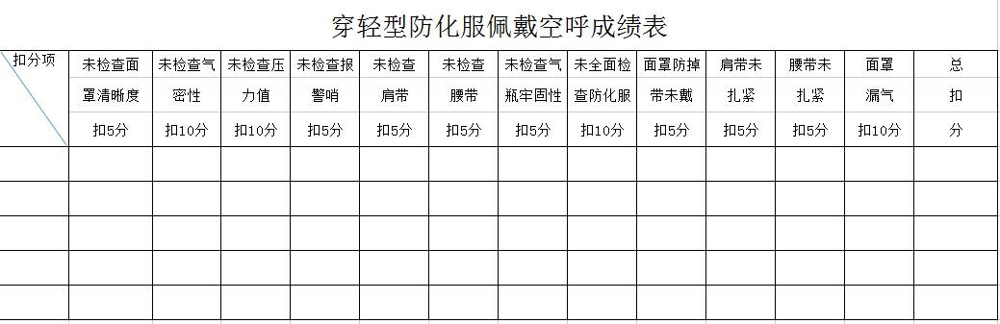 穿轻型防化服佩戴空呼成绩表
扣分项 未检查面 未检查气 未检查压 未检查报 未检查 未检查 未检查气 未全面检 面罩防掉 肩带未 腰带未 面罩 总
罩清晰度 密性 力值 警哨 肩带 腰带 瓶牢固性 查防化服 带未戴 扎紧 扎紧 漏气 扣
扣5分 扣10分 扣10分 扣5分 扣5分 扣5分 扣5分 扣10分 扣5分 扣5分 扣5分 扣10分 分